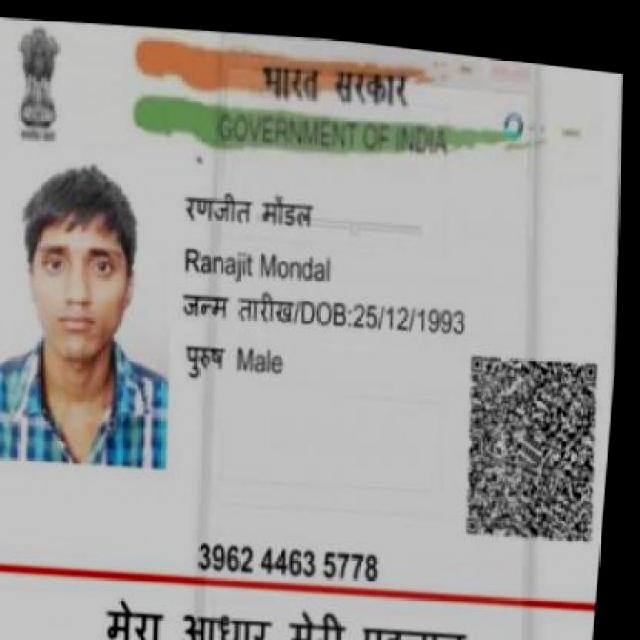 भारत सरकार
GOVERNMENT OF INDIA
रणजीत मोंडल
Ranajit Mondal
जन्म तारीख/DOB:25/12/1993
पुरुष Male
3962 4463 5778
मेरा आधार मेरी पहचान